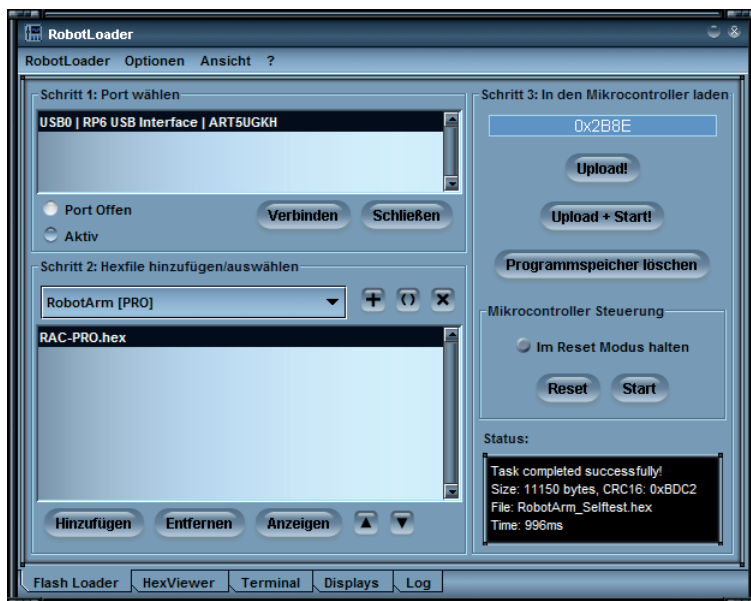 RobotLoader
RobotLoader Optionen Ansicht ?
Schritt 1: Port wählen
USB0 | RP6 USB Interface | ART5UGKH
Port Offen
Aktiv
Verbinden Schließen
Schritt 2: Hexfile hinzufügen/auswählen
RobotArm [PRO]
RAC-PRO.hex
Hinzufügen Entfernen Anzeigen
Schritt 3: In den Mikrocontroller laden
0x2B8E
Upload!
Upload + Start!
Programmspeicher löschen
Mikrocontroller Steuerung
Im Reset Modus halten
Reset Start
Status:
Task completed successfully!
Size: 11150 bytes, CRC16: 0xBDC2
File: RobotArm_Selftest.hex
Time: 996ms
Flash Loader HexViewer Terminal Displays Log